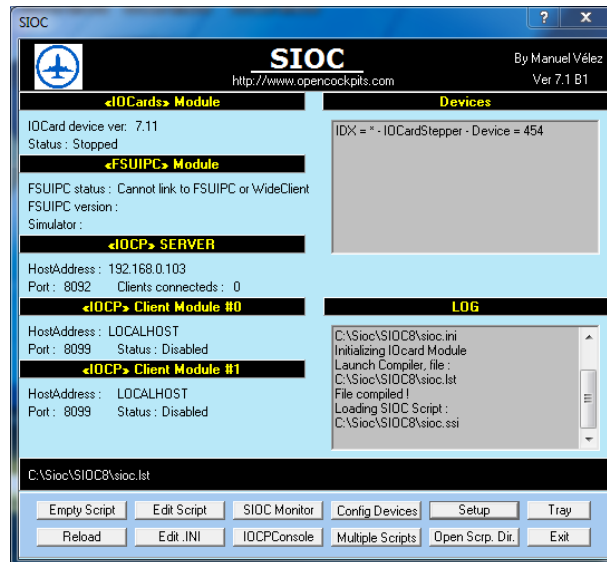 SIOC
SIOC
http://www.opencockpits.com
By Manuel Vélez
Ver 7.1 B1
«IOCards» Module
IOCard device ver: 7.11
Status : Stopped
«FSUIPC» Module
FSUIPC status : Cannot link to FSUIPC or WideClient
FSUIPC version :
Simulator :
«IOCP» SERVER
HostAddress : 192.168.0.103
Port : 8092 Clients connecteds : 0
«IOCP» Client Module #0
HostAddress : LOCALHOST
Port : 8099 Status : Disabled
«IOCP» Client Module #1
HostAddress : LOCALHOST
Port : 8099 Status : Disabled
Devices
IDX = * - IOCardStepper - Device = 454
LOG
C:\Sioc\SIOC8\sioc.ini
Initializing IOcard Module
Launch Compiler, file :
C:\Sioc\SIOC8\sioc.lst
File compiled !
Loading SIOC Script :
C:\Sioc\SIOC8\sioc.ssi
C:\Sioc\SIOC8\sioc.lst
Empty Script Edit Script SIOC Monitor Config Devices Setup Tray
Reload Edit .INI IOCPConsole Multiple Scripts Open Scrp. Dir. Exit